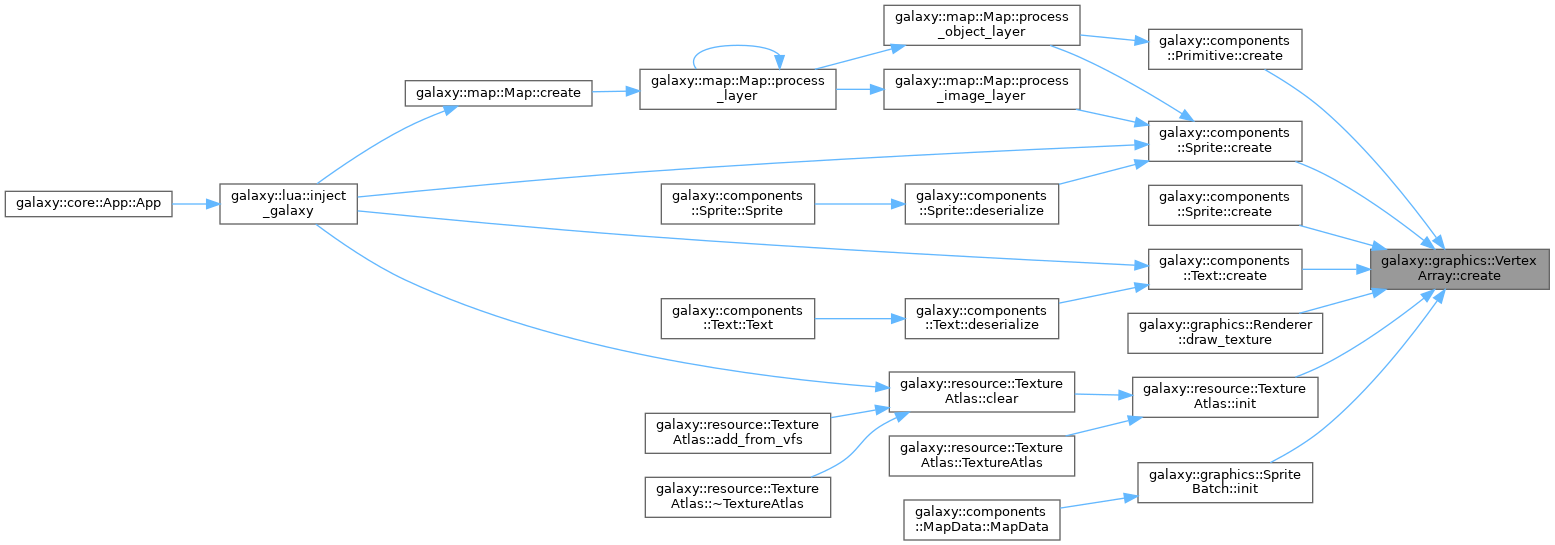 galaxy::core::App::App
galaxy::lua::inject
_galaxy
galaxy::map::Map::create
galaxy::map::Map::process
_layer
galaxy::map::Map::process
_object_layer
galaxy::map::Map::process
_image_layer
galaxy::components
::Primitive::create
galaxy::components
::Sprite::create
galaxy::components
::Sprite::Sprite
galaxy::components
::Sprite::deserialize
galaxy::components
::Sprite::create
galaxy::components
::Text::create
galaxy::graphics::Vertex
Array::create
galaxy::components
::Text::Text
galaxy::components
::Text::deserialize
galaxy::graphics::Renderer
::draw_texture
galaxy::resource::Texture
Atlas::clear
galaxy::resource::Texture
Atlas::init
galaxy::resource::Texture
Atlas::add_from_vfs
galaxy::resource::Texture
Atlas::TextureAtlas
galaxy::resource::Texture
Atlas::~TextureAtlas
galaxy::graphics::Sprite
Batch::init
galaxy::components
::MapData::MapData